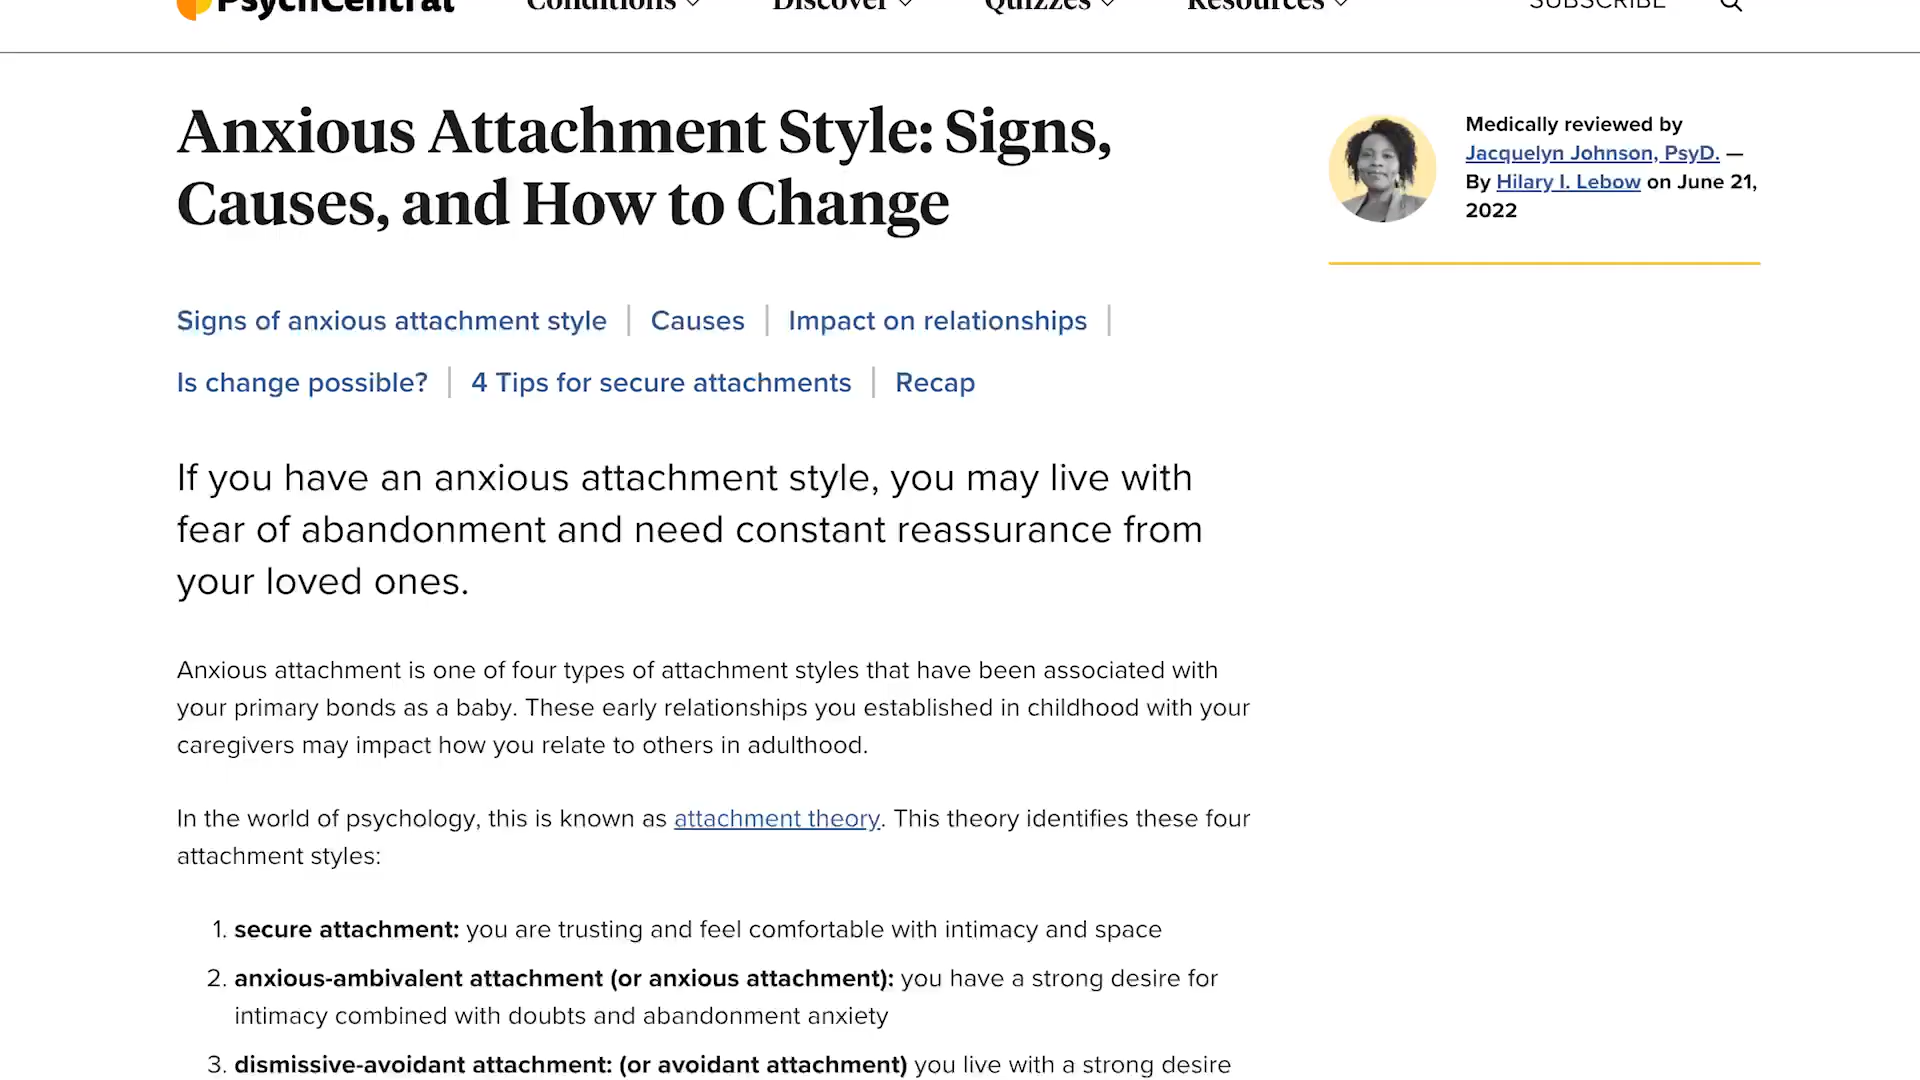 PsychCentral
Conditions
Discover
Quizzes
Resources
SUBSCRIBE
Anxious Attachment Style: Signs,
Causes, and How to Change
Medically reviewed by
Jacquelyn Johnson, PsyD. —
By Hilary I. Lebow on June 21,
2022
Signs of anxious attachment style | Causes | Impact on relationships |
Is change possible? | 4 Tips for secure attachments | Recap
If you have an anxious attachment style, you may live with
fear of abandonment and need constant reassurance from
your loved ones.
Anxious attachment is one of four types of attachment styles that have been associated with
your primary bonds as a baby. These early relationships you established in childhood with your
caregivers may impact how you relate to others in adulthood.
In the world of psychology, this is known as attachment theory. This theory identifies these four
attachment styles:
1. secure attachment: you are trusting and feel comfortable with intimacy and space
2. anxious-ambivalent attachment (or anxious attachment): you have a strong desire for
intimacy combined with doubts and abandonment anxiety
3. dismissive-avoidant attachment: (or avoidant attachment) you live with a strong desire